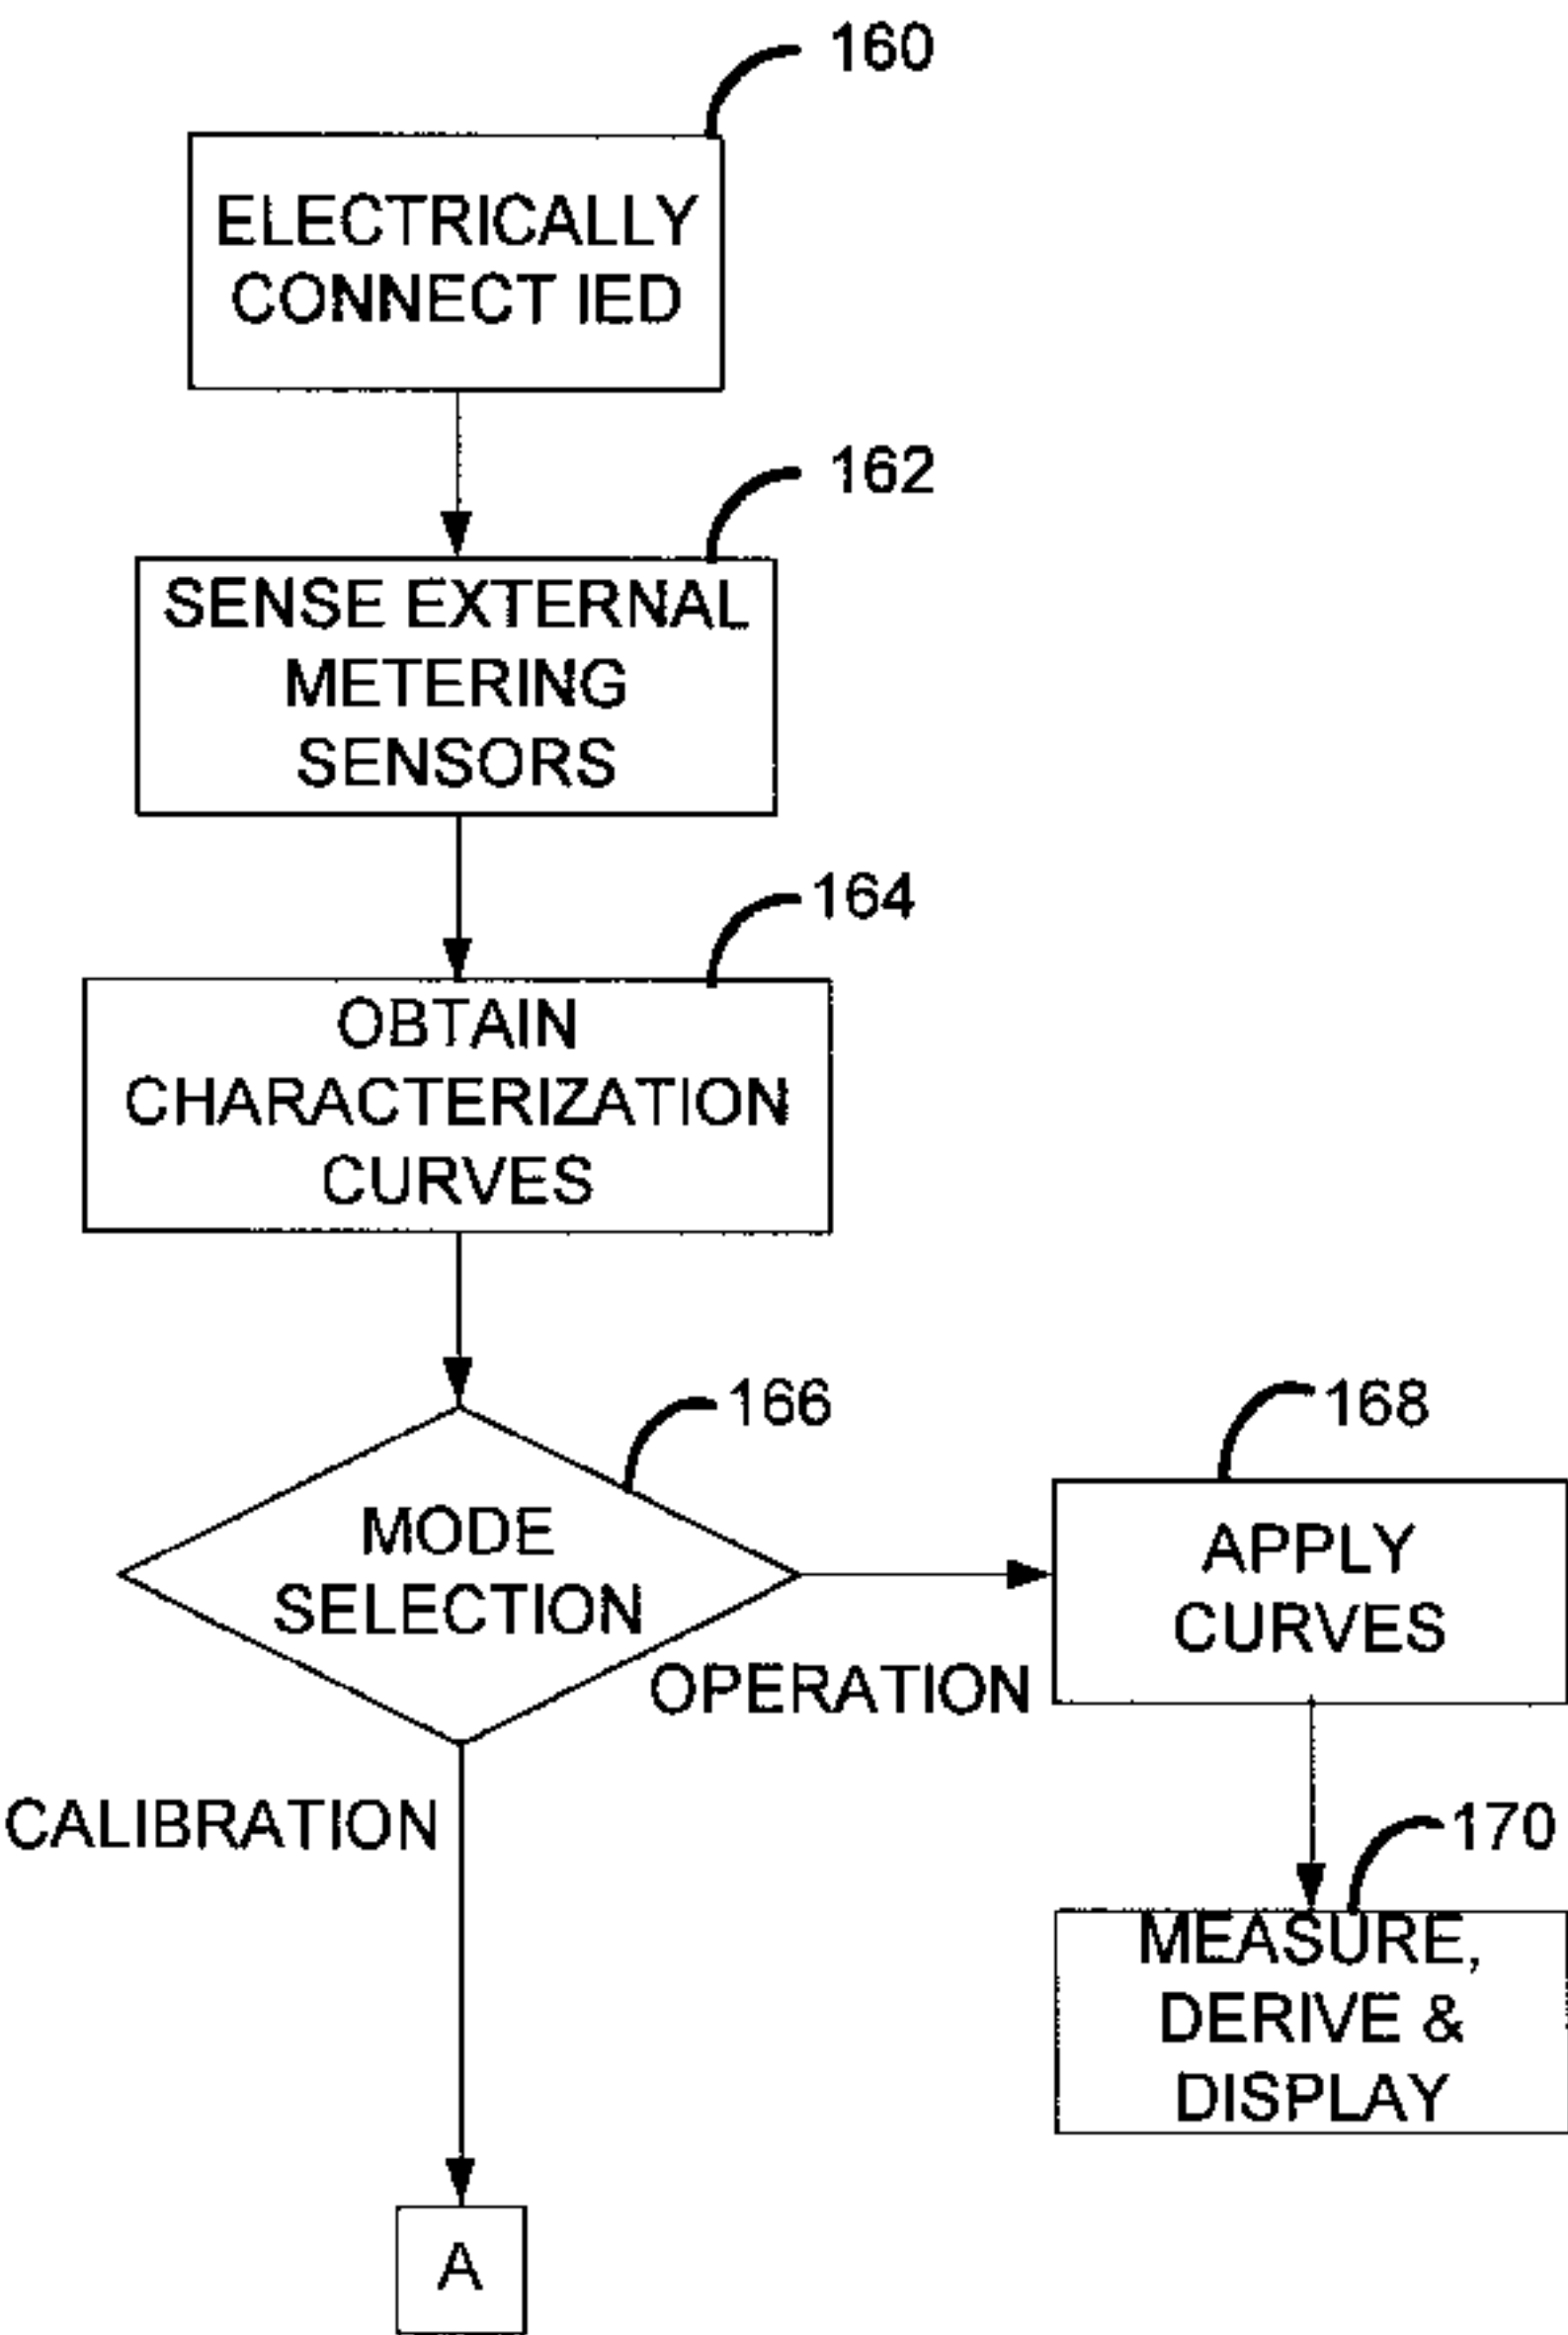 160
ELECTRICALLY
CONNECT IED
162
SENSE EXTERNAL
METERING
SENSORS
164
OBTAIN
CHARACTERIZATION
CURVES
166
MODE
SELECTION
168
APPLY
CURVES
OPERATION
CALIBRATION
170
MEASURE,
DERIVE &
DISPLAY
A